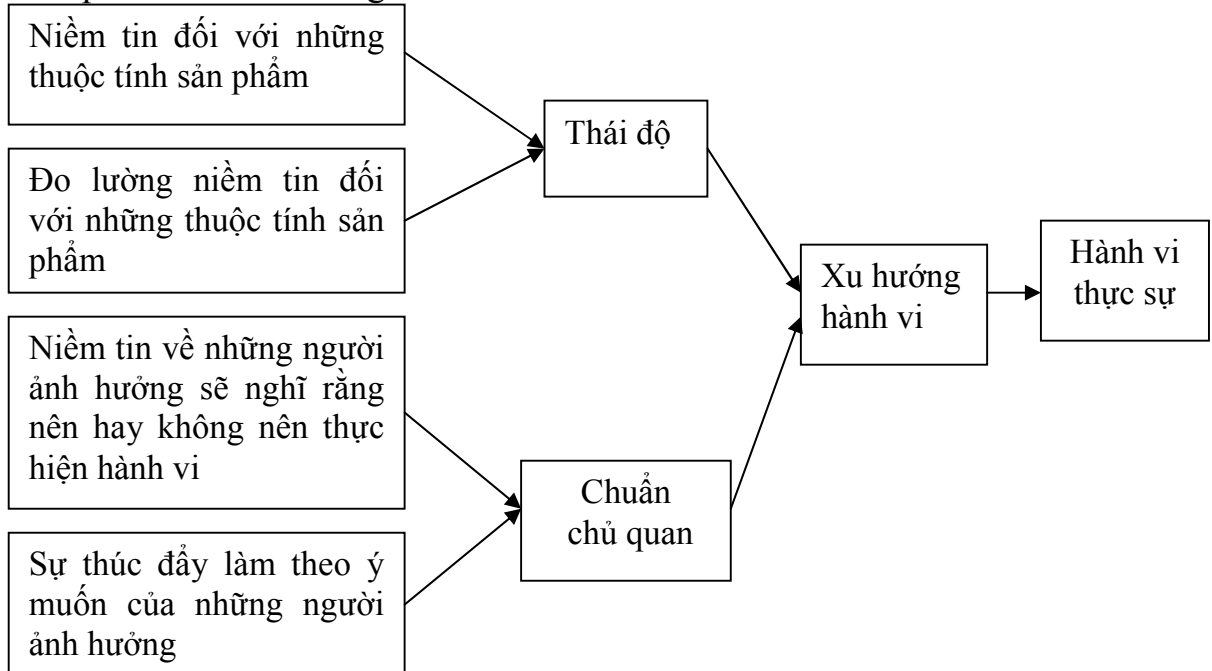 Niềm tin đối với những
thuộc tính sản phẩm
Đo lường niềm tin đối
với những thuộc tính sản
phẩm
Niềm tin về những người
ảnh hưởng sẽ nghĩ rằng
nên hay không nên thực
hiện hành vi
Sự thúc đẩy làm theo ý
muốn của những người
ảnh hưởng
Thái độ
Chuẩn
chủ quan
Xu hướng
hành vi
Hành vi
thực sự